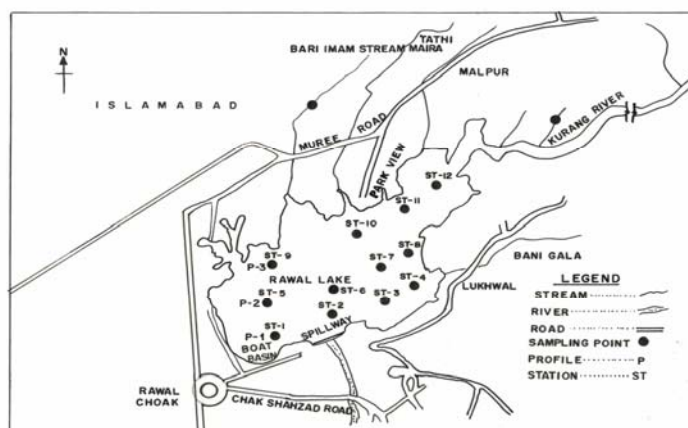 N
ISLAMABAD
BARI IMAM STREAM MAIRA
TATHI
MALPUR
MUREE ROAD
PARK VIEW
KURANG RIVER
ST-12
ST-11
ST-10
ST-9
P-3
ST-7
ST-8
BANI GALA
RAWAL LAKE
ST-6
ST-4
LUKHWAL
ST-5
P-2
ST-2
ST-3
ST-1
P-1
SPILLWAY
BOAT BASIN
RAWAL CHOAK
CHAK SHAHZAD ROAD
LEGEND
STREAM
RIVER
ROAD
SAMPLING POINT
PROFILE P
STATION ST